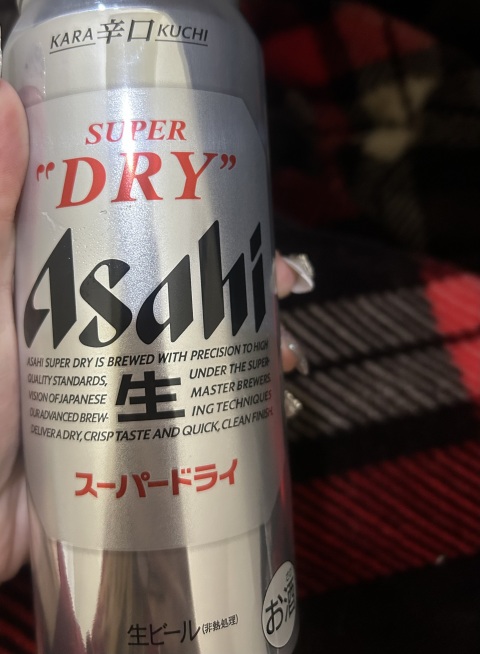 KARA 辛口 KUCHI
SUPER
"DRY"
Asahi
ASAHI SUPER DRY IS BREWED WITH PRECISION TO HIGH
QUALITY STANDARDS, UNDER THE SUPER-
VISION OF JAPANESE MASTER BREWERS.
OUR ADVANCED BREW- ING TECHNIQUES
DELIVER A DRY, CRISP TASTE AND QUICK, CLEAN FINISH.
生
スーパードライ
生ビール(非熱処理)
お酒